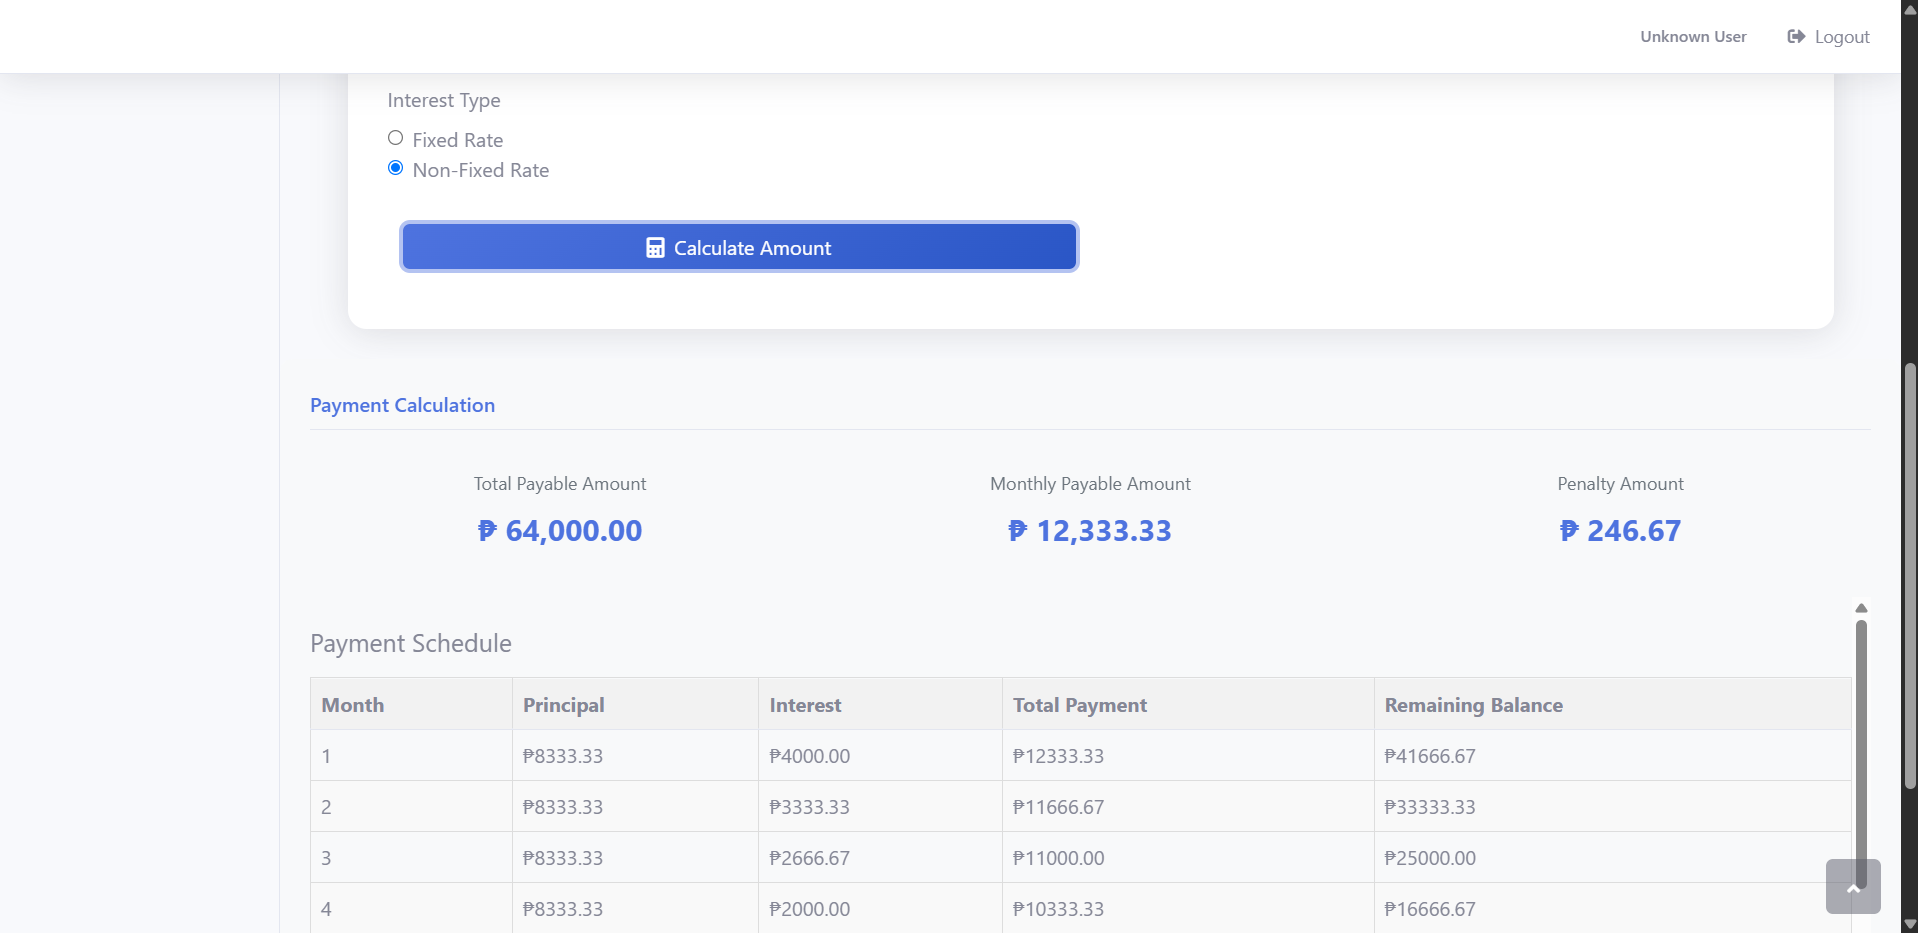 Unknown User Logout
Interest Type
Fixed Rate
Non-Fixed Rate
Calculate Amount
Payment Calculation
Total Payable Amount Monthly Payable Amount Penalty Amount
₱ 64,000.00 ₱ 12,333.33 ₱ 246.67
Payment Schedule
Month Principal Interest Total Payment Remaining Balance
1 ₱8333.33 ₱4000.00 ₱12333.33 ₱41666.67
2 ₱8333.33 ₱3333.33 ₱11666.67 ₱33333.33
3 ₱8333.33 ₱2666.67 ₱11000.00 ₱25000.00
4 ₱8333.33 ₱2000.00 ₱10333.33 ₱16666.67